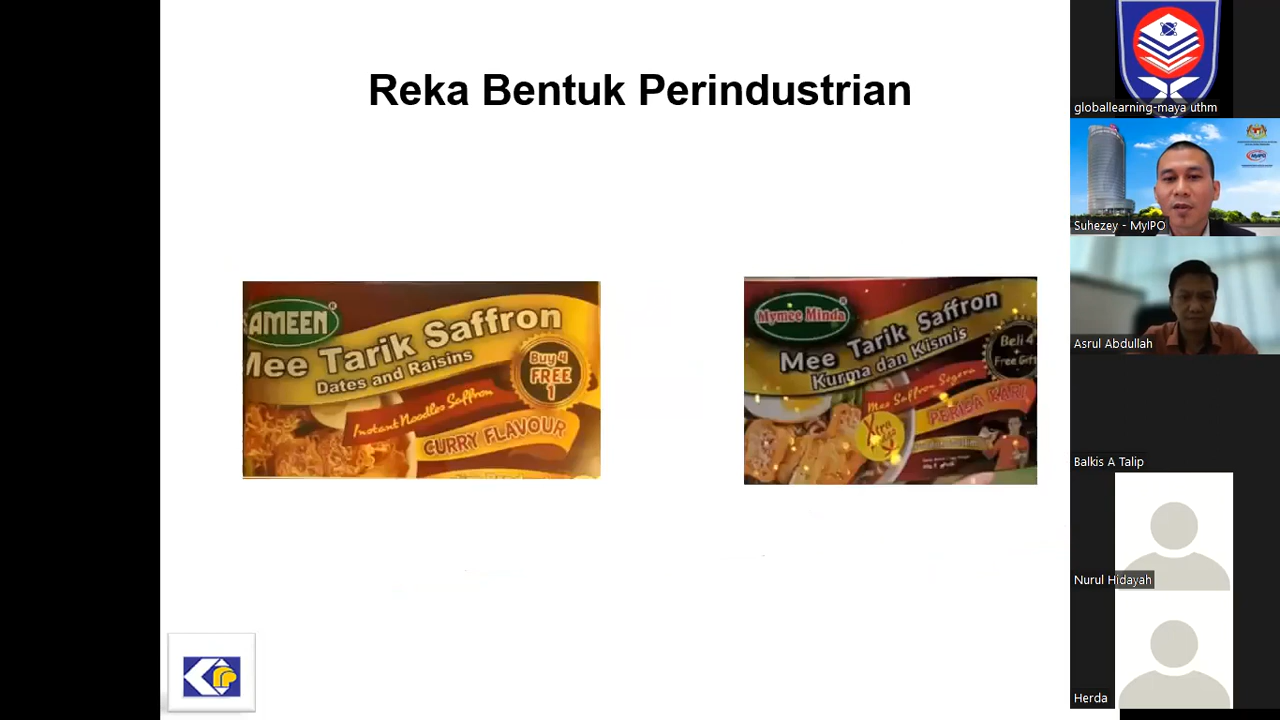 Reka Bentuk Perindustrian
AMEEN®
Mee Tarik Saffron
Dates and Raisins
Instant Noodles Saffron
CURRY FLAVOUR
Buy 4
FREE
1
Mymee Minda®
Mee Tarik Saffron
Kurma dan Kismis
Mee Saffron Segera
PERISA KARI
Beli 4
+
Free Gift
Xtra
globallearning-maya uthm
MyIPO
Suhezey - MyIPO
Asrul Abdullah
Balkis A Talip
Nurul Hidayah
Herda